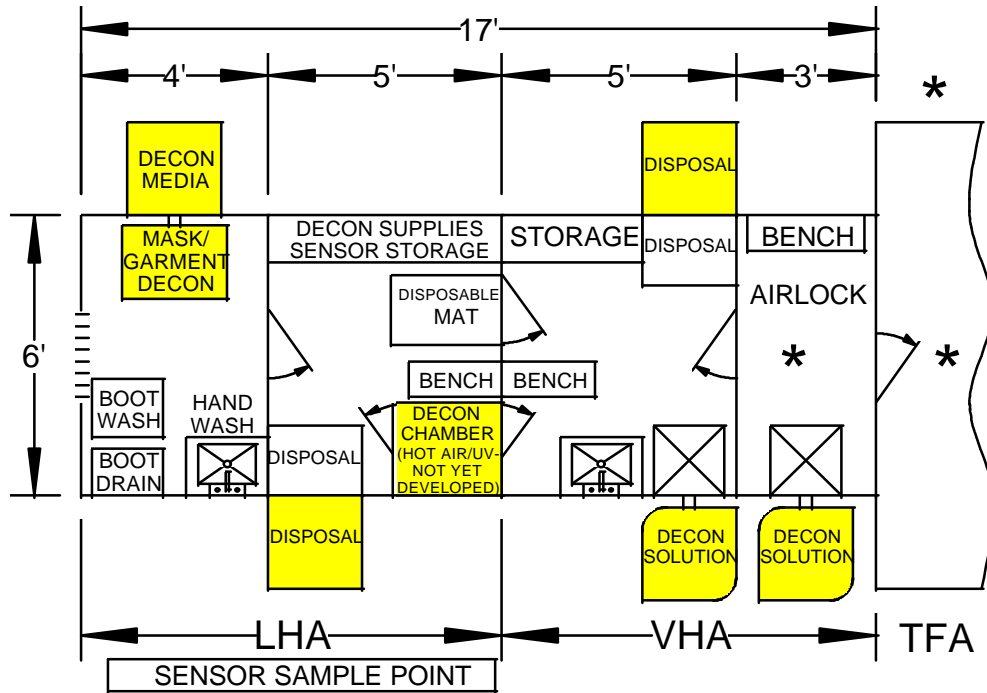 17'
4'
5'
5'
3'
*
DECON
MEDIA
DISPOSAL
MASK/
GARMENT
DECON
DECON SUPPLIES
SENSOR STORAGE
STORAGE
DISPOSAL
BENCH
DISPOSABLE
MAT
AIRLOCK
6'
*
*
BENCH
BENCH
BOOT
WASH
HAND
WASH
DECON
CHAMBER
(HOT AIR/UV-
NOT YET
DEVELOPED)
BOOT
DRAIN
DISPOSAL
DISPOSAL
DECON
SOLUTION
DECON
SOLUTION
LHA
VHA
TFA
SENSOR SAMPLE POINT